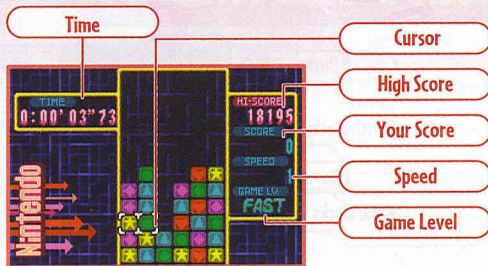 Time
Cursor
High Score
Your Score
Speed
Game Level
TIME
0:00'03"73
HI-SCORE
18195
SCORE
0
SPEED
1
GAME LV
FAST
Nintendo